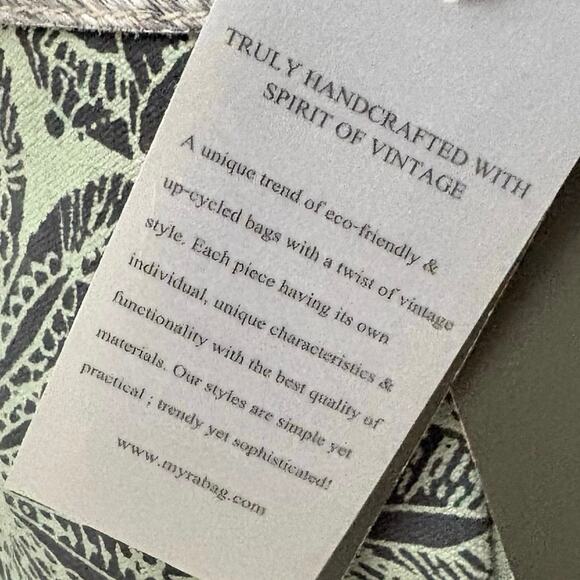 TRULY HANDCRAFTED WITH
SPIRIT OF VINTAGE
A unique trend of eco-friendly &
up-cycled bags with a twist of vintage
style. Each piece having its own
individual, unique characteristics &
functionality with the best quality of
materials. Our styles are simple yet
practical ; trendy yet sophisticated!
www.myrabag.com